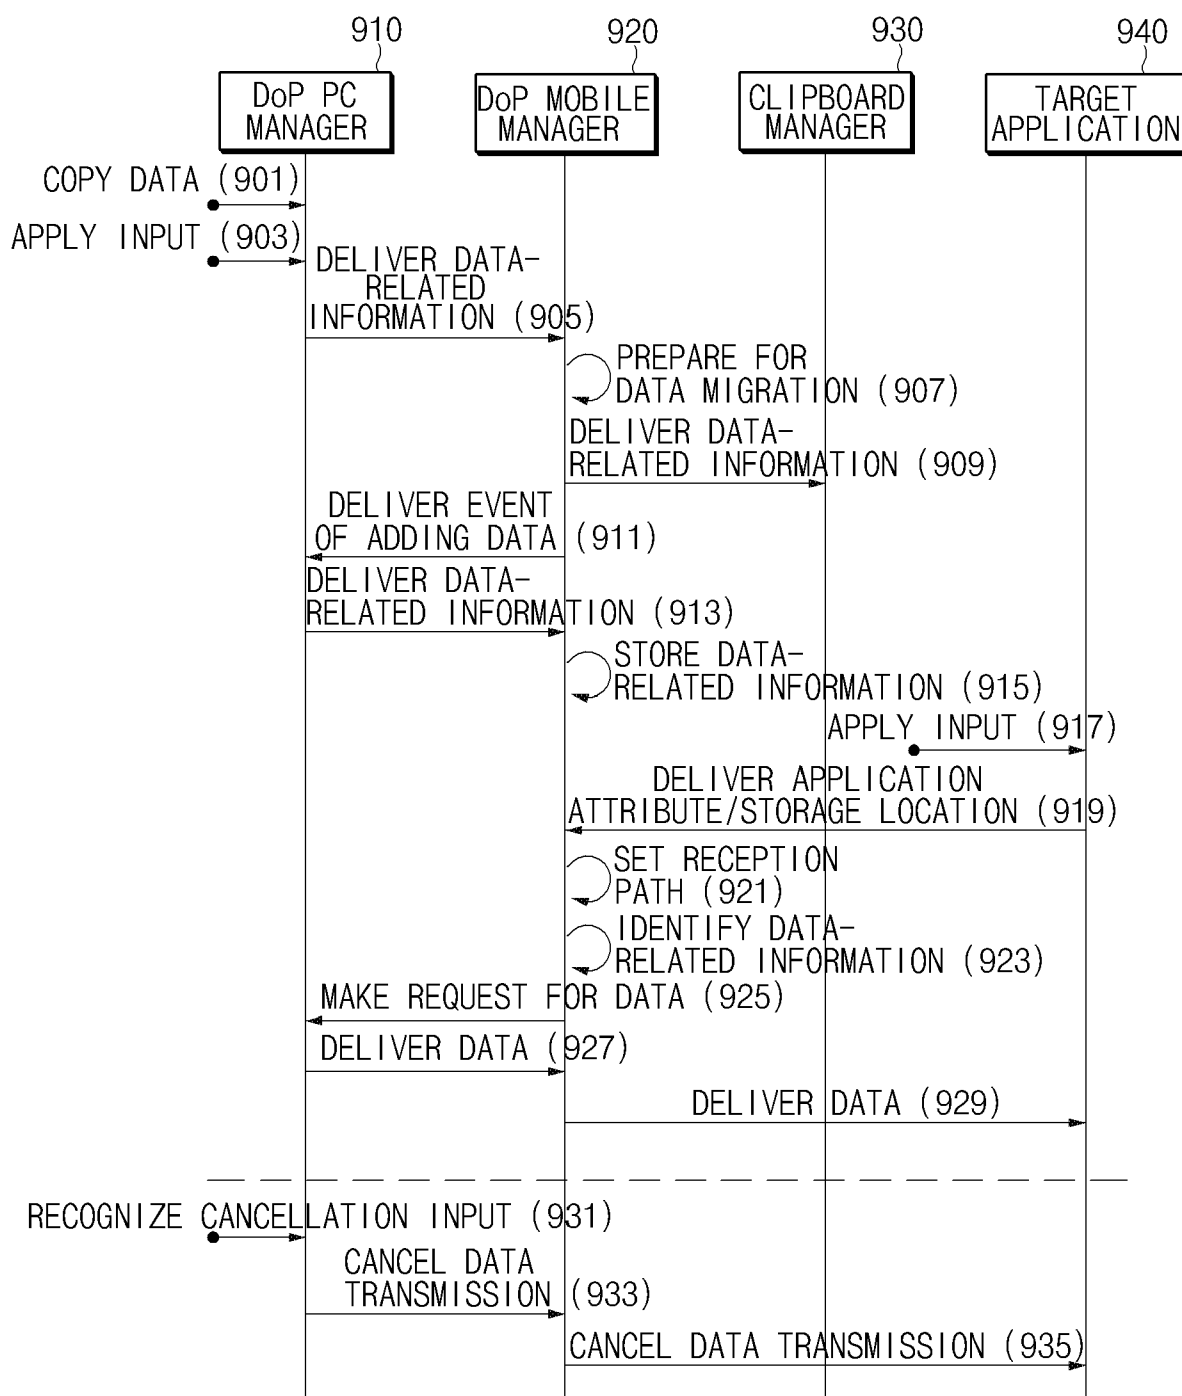 910
920
930
940
DoP PC
MANAGER
DoP MOBILE
MANAGER
CLIPBOARD
MANAGER
TARGET
APPLICATION
COPY DATA (901)
APPLY INPUT (903)
DELIVER DATA-
RELATED
INFORMATION (905)
PREPARE FOR
DATA MIGRATION (907)
DELIVER DATA-
RELATED INFORMATION (909)
DELIVER EVENT
OF ADDING DATA (911)
DELIVER DATA-
RELATED INFORMATION (913)
STORE DATA-
RELATED INFORMATION (915)
APPLY INPUT (917)
DELIVER APPLICATION
ATTRIBUTE/STORAGE LOCATION (919)
SET RECEPTION
PATH (921)
IDENTIFY DATA-
RELATED INFORMATION (923)
MAKE REQUEST FOR DATA (925)
DELIVER DATA (927)
DELIVER DATA (929)
RECOGNIZE CANCELLATION INPUT (931)
CANCEL DATA
TRANSMISSION (933)
CANCEL DATA TRANSMISSION (935)